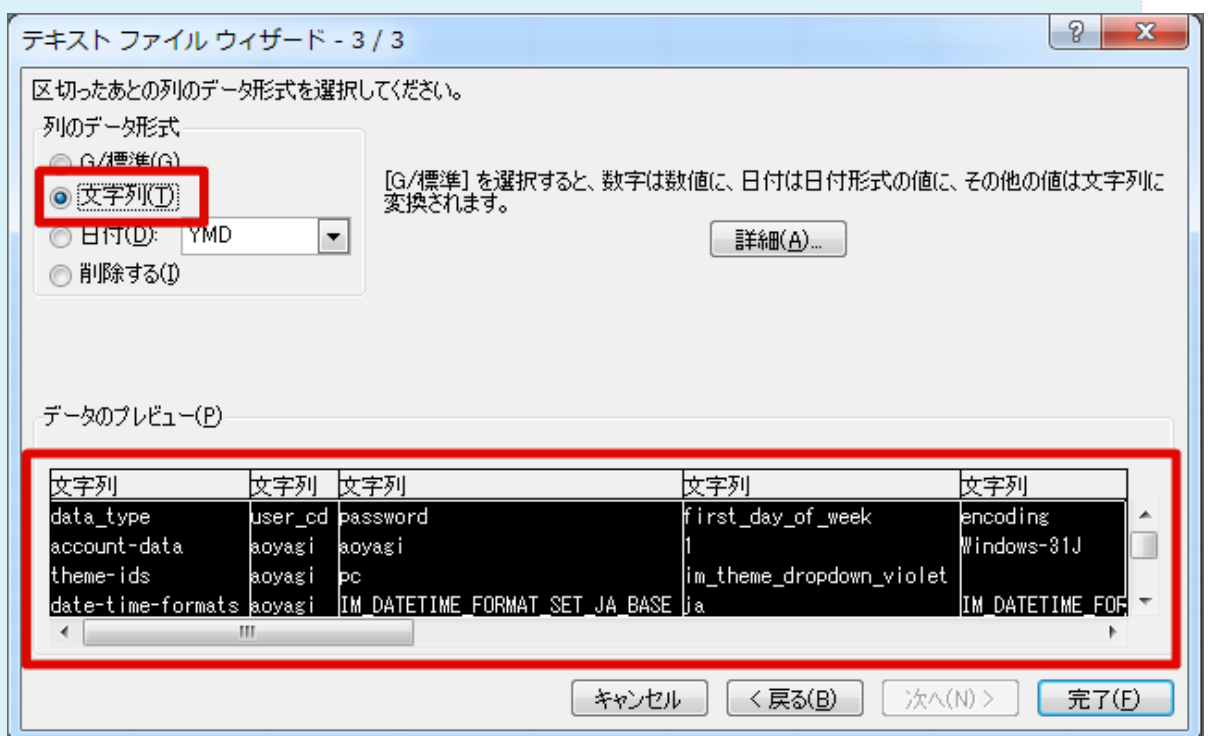 テキスト ファイル ウィザード - 3 / 3
区切ったあとの列のデータ形式を選択してください。
列のデータ形式
G/標準(G)
文字列(T)
日付(D): YMD
削除する(I)
[G/標準] を選択すると、数字は数値に、日付は日付形式の値に、その他の値は文字列に
変換されます。
詳細(A)...
データのプレビュー(P)
文字列 文字列 文字列 文字列 文字列
data_type user_cd password first_day_of_week encoding
account-data aoyagi aoyagi 1 Windows-31J
theme-ids aoyagi pc im_theme_dropdown_violet
date-time-formats aoyagi IM_DATETIME_FORMAT_SET_JA_BASE ja IM_DATETIME_FOR
キャンセル < 戻る(B) 次へ(N) > 完了(F)